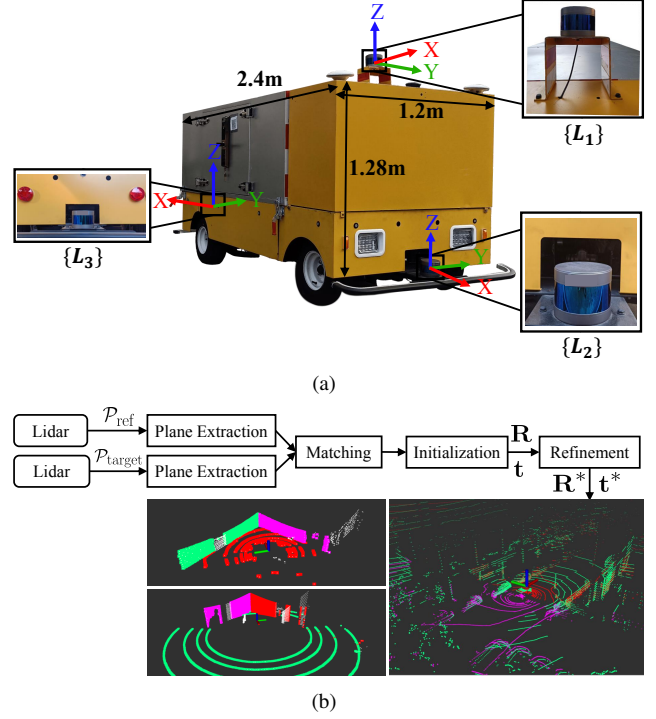 Z
X
Y
2.4m
1.2m
{L₁}
1.28m
Z
X
Y
{L₃}
Z
Y
X
{L₂}
(a)
Lidar
𝒫ref
Plane Extraction
Matching
Initialization
R
t
Refinement
Lidar
𝒫target
Plane Extraction
R* t*
(b)